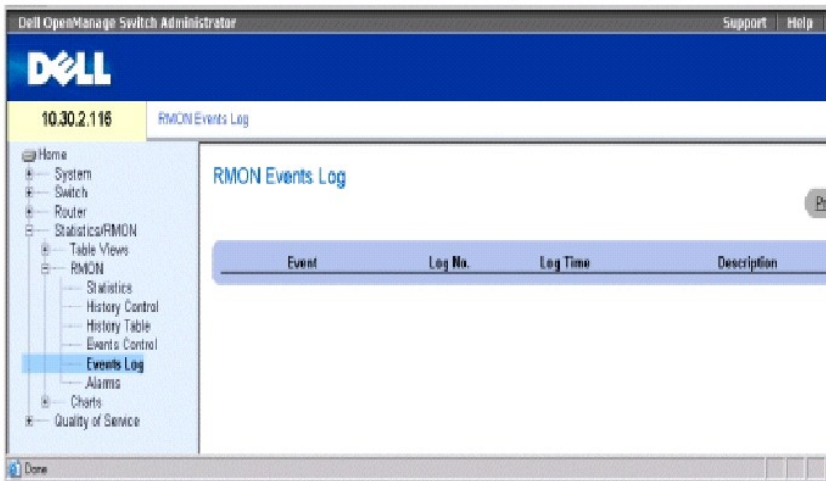 Dell OpenManage Switch Administrator
Support Help
DELL
10.30.2.116
RMON Events Log
Home
System
Switch
Router
Statistics/RMON
Table Views
RMON
Statistics
History Control
History Table
Events Control
Events Log
Alarms
Charts
Quality of Service
RMON Events Log
Event Log No. Log Time Description
Done